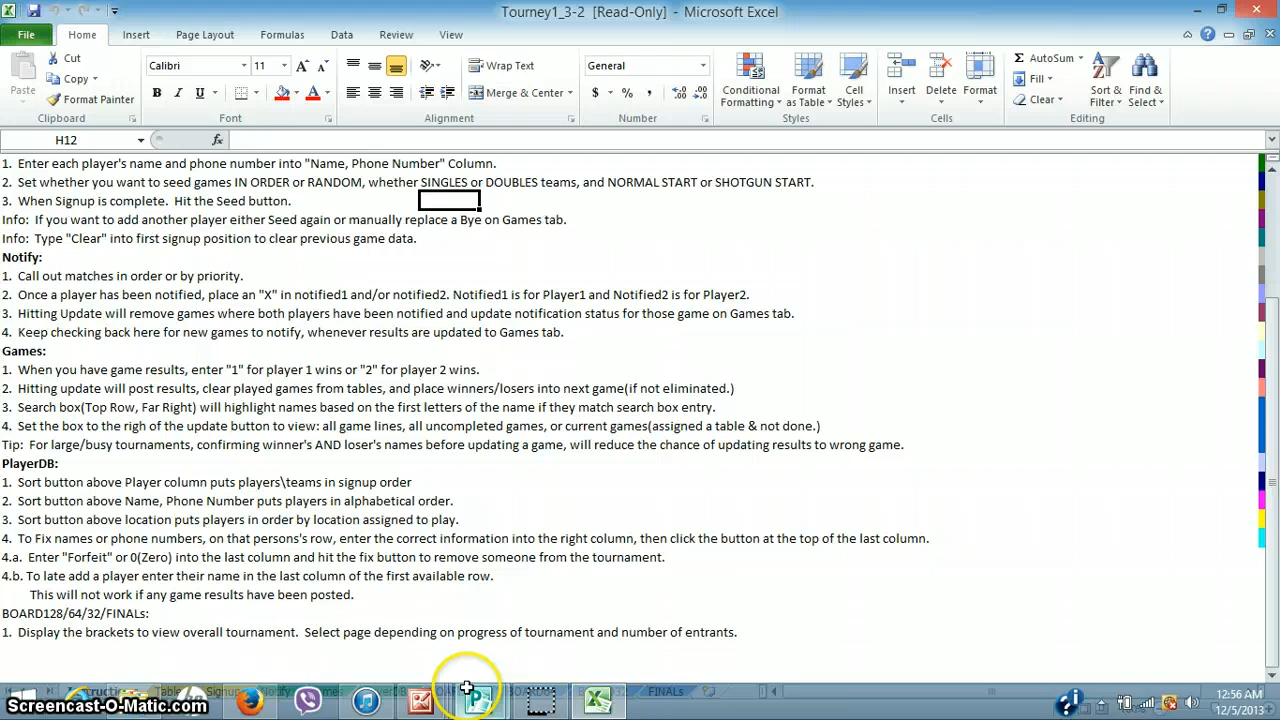 Tourney1_3-2 [Read-Only] - Microsoft Excel
File Home Insert Page Layout Formulas Data Review View
Cut
Copy
Format Painter
Paste
Clipboard
Calibri 11
B I U
Font
Wrap Text
Merge & Center
Alignment
General
$ % ,
Number
Conditional Formatting
Format as Table
Cell Styles
Styles
Insert Delete Format
Cells
AutoSum
Fill
Clear
Sort & Filter
Find & Select
Editing
H12 fx
1. Enter each player's name and phone number into "Name, Phone Number" Column.
2. Set whether you want to seed games IN ORDER or RANDOM, whether SINGLES or DOUBLES teams, and NORMAL START or SHOTGUN START.
3. When Signup is complete. Hit the Seed button.
Info: If you want to add another player either Seed again or manually replace a Bye on Games tab.
Info: Type "Clear" into first signup position to clear previous game data.
Notify:
1. Call out matches in order or by priority.
2. Once a player has been notified, place an "X" in notified1 and/or notified2. Notified1 is for Player1 and Notified2 is for Player2.
3. Hitting Update will remove games where both players have been notified and update notification status for those game on Games tab.
4. Keep checking back here for new games to notify, whenever results are updated to Games tab.
Games:
1. When you have game results, enter "1" for player 1 wins or "2" for player 2 wins.
2. Hitting update will post results, clear played games from tables, and place winners/losers into next game(if not eliminated.)
3. Search box(Top Row, Far Right) will highlight names based on the first letters of the name if they match search box entry.
4. Set the box to the righ of the update button to view: all game lines, all uncompleted games, or current games(assigned a table & not done.)
Tip: For large/busy tournaments, confirming winner's AND loser's names before updating a game, will reduce the chance of updating results to wrong game.
PlayerDB:
1. Sort button above Player column puts players\teams in signup order
2. Sort button above Name, Phone Number puts players in alphabetical order.
3. Sort button above location puts players in order by location assigned to play.
4. To Fix names or phone numbers, on that persons's row, enter the correct information into the right column, then click the button at the top of the last column.
4.a. Enter "Forfeit" or 0(Zero) into the last column and hit the fix button to remove someone from the tournament.
4.b. To late add a player enter their name in the last column of the first available row.
This will not work if any game results have been posted.
BOARD128/64/32/FINALs:
1. Display the brackets to view overall tournament. Select page depending on progress of tournament and number of entrants.
FINALs
Screencast-O-Matic.com
12:56 AM
12/5/2013